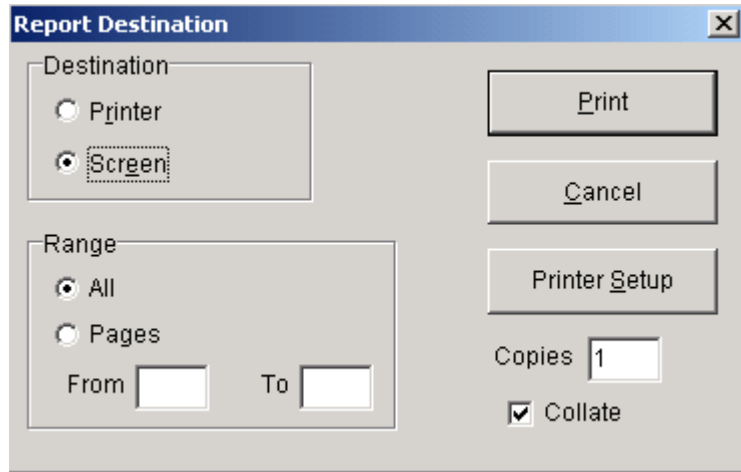 Report Destination
Destination
Printer
Screen
Range
All
Pages
From To
Print
Cancel
Printer Setup
Copies 1
Collate